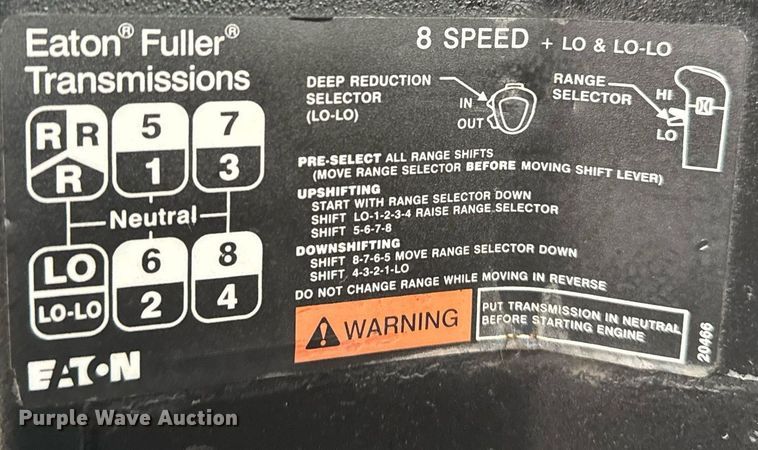 Eaton® Fuller®
Transmissions
8 SPEED + LO & LO-LO
DEEP REDUCTION
SELECTOR
(LO-LO)
IN
OUT
RANGE
SELECTOR
HI
LO
R R 5 7
R 1 3
Neutral
LO 6 8
LO-LO 2 4
PRE-SELECT ALL RANGE SHIFTS
(MOVE RANGE SELECTOR BEFORE MOVING SHIFT LEVER)
UPSHIFTING
START WITH RANGE SELECTOR DOWN
SHIFT LO-1-2-3-4 RAISE RANGE SELECTOR
SHIFT 5-6-7-8
DOWNSHIFTING
SHIFT 8-7-6-5 MOVE RANGE SELECTOR DOWN
SHIFT 4-3-2-1-LO
DO NOT CHANGE RANGE WHILE MOVING IN REVERSE
WARNING
PUT TRANSMISSION IN NEUTRAL
BEFORE STARTING ENGINE
20466
EATON
Purple Wave Auction